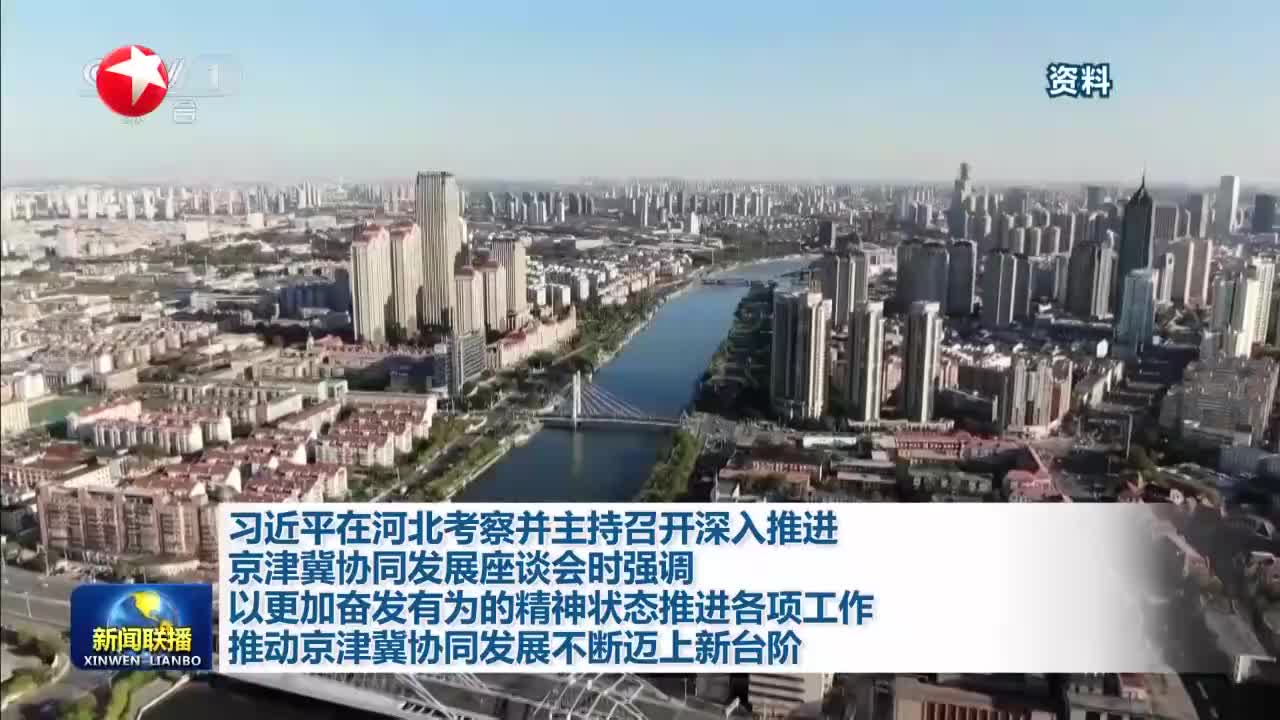 1
台
资料
习近平在河北考察并主持召开深入推进
京津冀协同发展座谈会时强调
以更加奋发有为的精神状态推进各项工作
推动京津冀协同发展不断迈上新台阶
新闻联播
XINWEN LIANBO